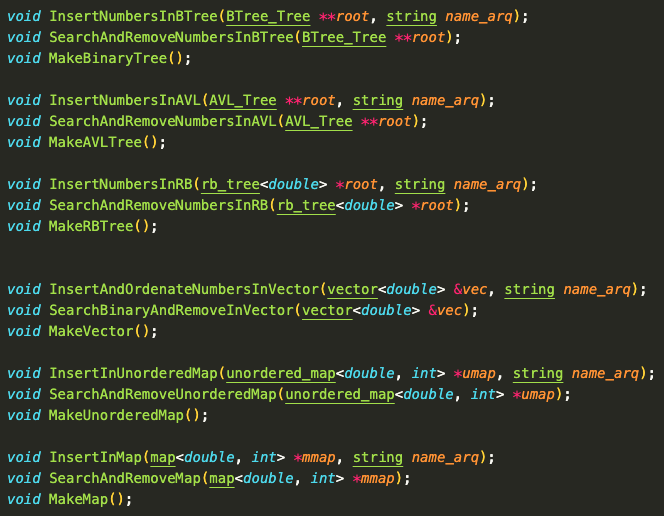 void InsertNumbersInBTree(BTree_Tree **root, string name_arq);
void SearchAndRemoveNumbersInBTree(BTree_Tree **root);
void MakeBinaryTree();
void InsertNumbersInAVL(AVL_Tree **root, string name_arq);
void SearchAndRemoveNumbersInAVL(AVL_Tree **root);
void MakeAVLTree();
void InsertNumbersInRB(rb_tree<double> *root, string name_arq);
void SearchAndRemoveNumbersInRB(rb_tree<double> *root);
void MakeRBTree();
void InsertAndOrdenateNumbersInVector(vector<double> &vec, string name_arq);
void SearchBinaryAndRemoveInVector(vector<double> &vec);
void MakeVector();
void InsertInUnorderedMap(unordered_map<double, int> *umap, string name_arq);
void SearchAndRemoveUnorderedMap(unordered_map<double, int> *umap);
void MakeUnorderedMap();
void InsertInMap(map<double, int> *mmap, string name_arq);
void SearchAndRemoveMap(map<double, int> *mmap);
void MakeMap();